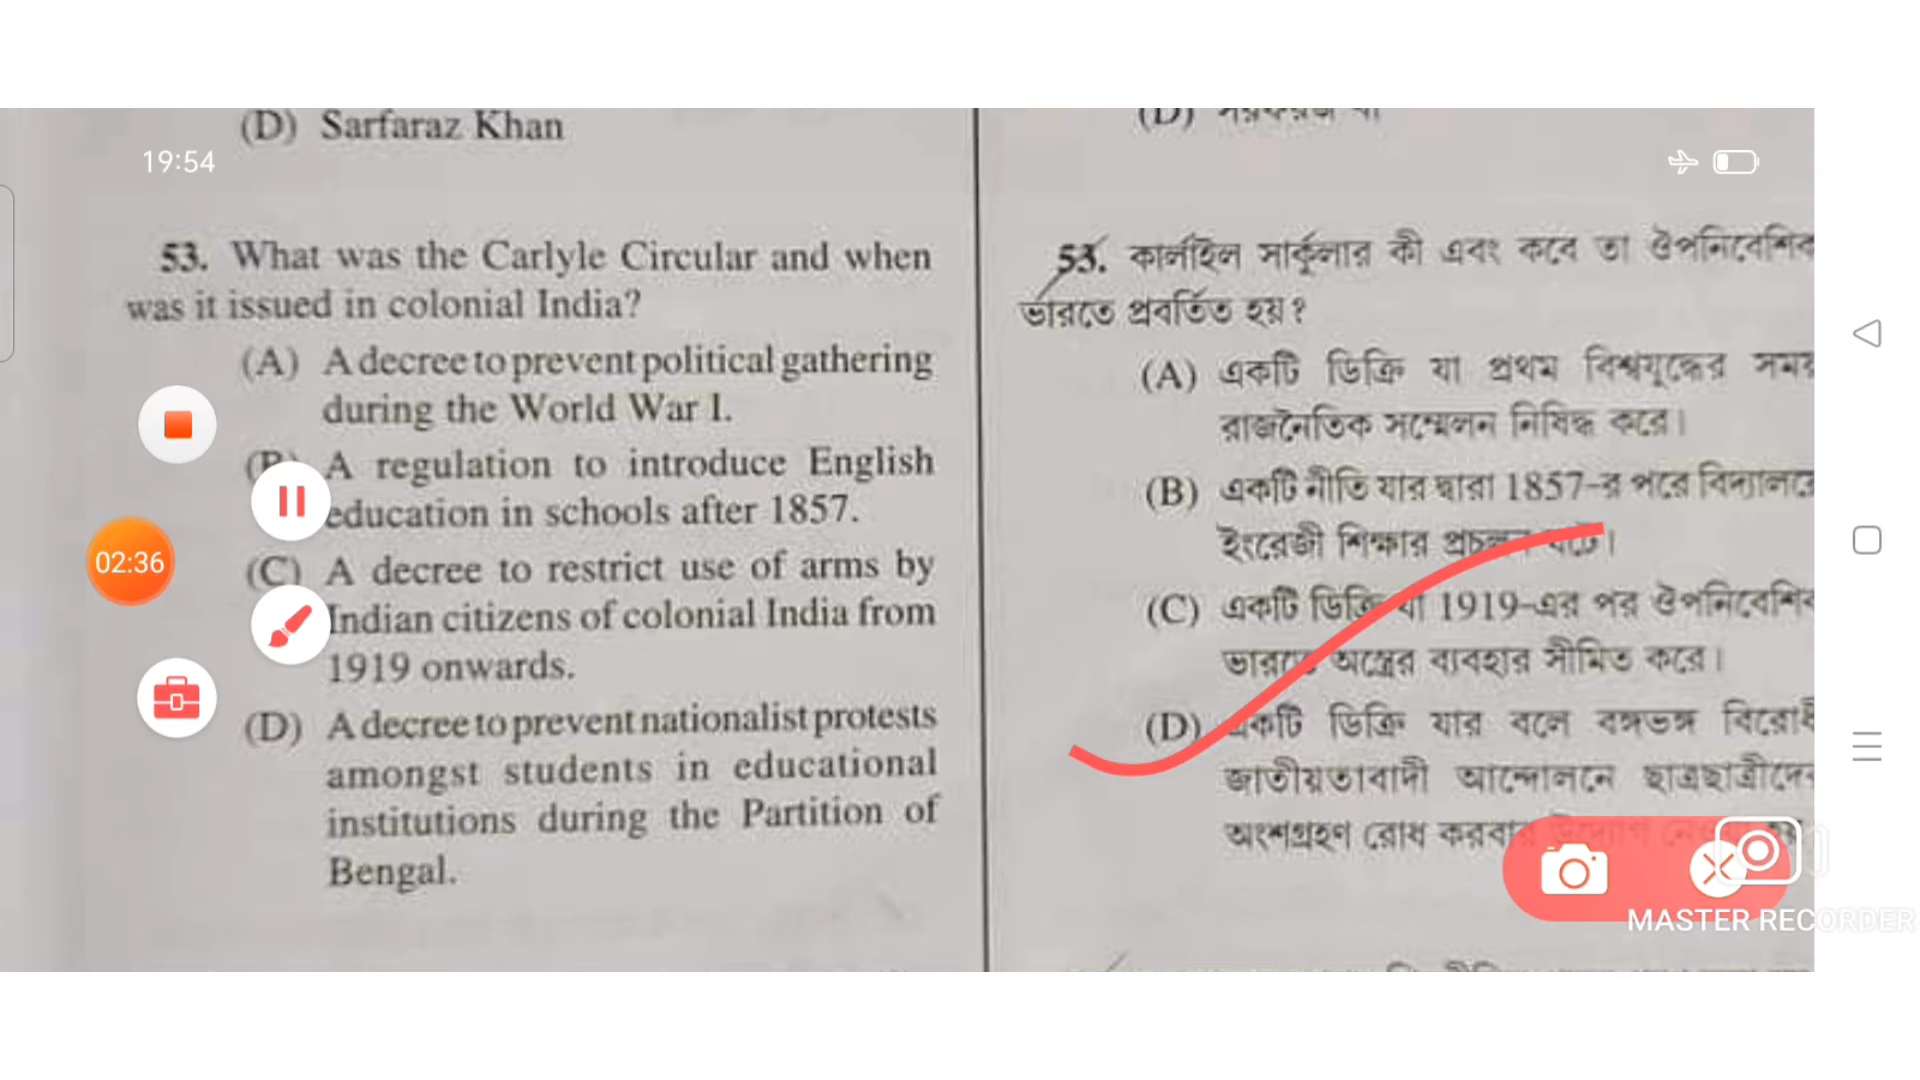 (D) Sarfaraz Khan
19:54
53. What was the Carlyle Circular and when
was it issued in colonial India?
(A) A decree to prevent political gathering
during the World War I.
(B) A regulation to introduce English
education in schools after 1857.
(C) A decree to restrict use of arms by
Indian citizens of colonial India from
1919 onwards.
(D) A decree to prevent nationalist protests
amongst students in educational
institutions during the Partition of
Bengal.
02:36
(D)
53. কার্লাইল সার্কুলার কী এবং কবে তা ঔপনিবেশিক
ভারতে প্রবর্তিত হয়?
(A) একটি ডিক্রি যা প্রথম বিশ্বযুদ্ধের সময়
রাজনৈতিক সম্মেলন নিষিদ্ধ করে।
(B) একটি নীতি যার দ্বারা 1857-র পরে বিদ্যালয়ে
ইংরেজী শিক্ষার প্রচলন ঘটে।
(C) একটি ডিক্রি যা 1919-এর পর ঔপনিবেশিক
ভারতে অস্ত্রের ব্যবহার সীমিত করে।
(D) একটি ডিক্রি যার বলে বঙ্গভঙ্গ বিরোধী
জাতীয়তাবাদী আন্দোলনে ছাত্রছাত্রীদের
অংশগ্রহণ রোধ করবার
MASTER RECORDER